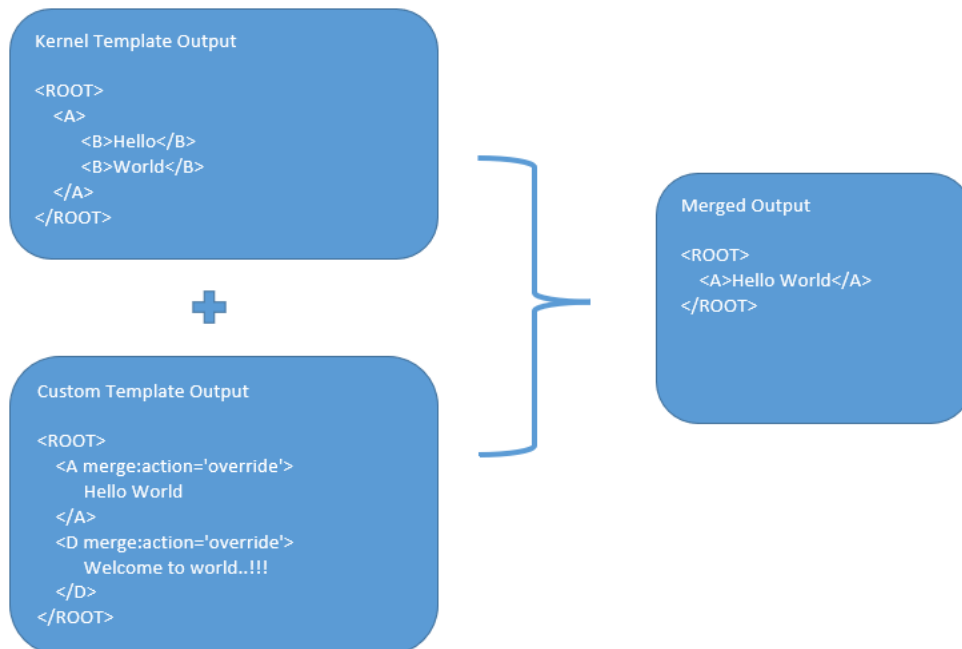 Kernel Template Output
<ROOT>
<A>
<B>Hello</B>
<B>World</B>
</A>
</ROOT>
Custom Template Output
<ROOT>
<A merge:action='override'>
Hello World
</A>
<D merge:action='override'>
Welcome to world..!!!
</D>
</ROOT>
Merged Output
<ROOT>
<A>Hello World</A>
</ROOT>